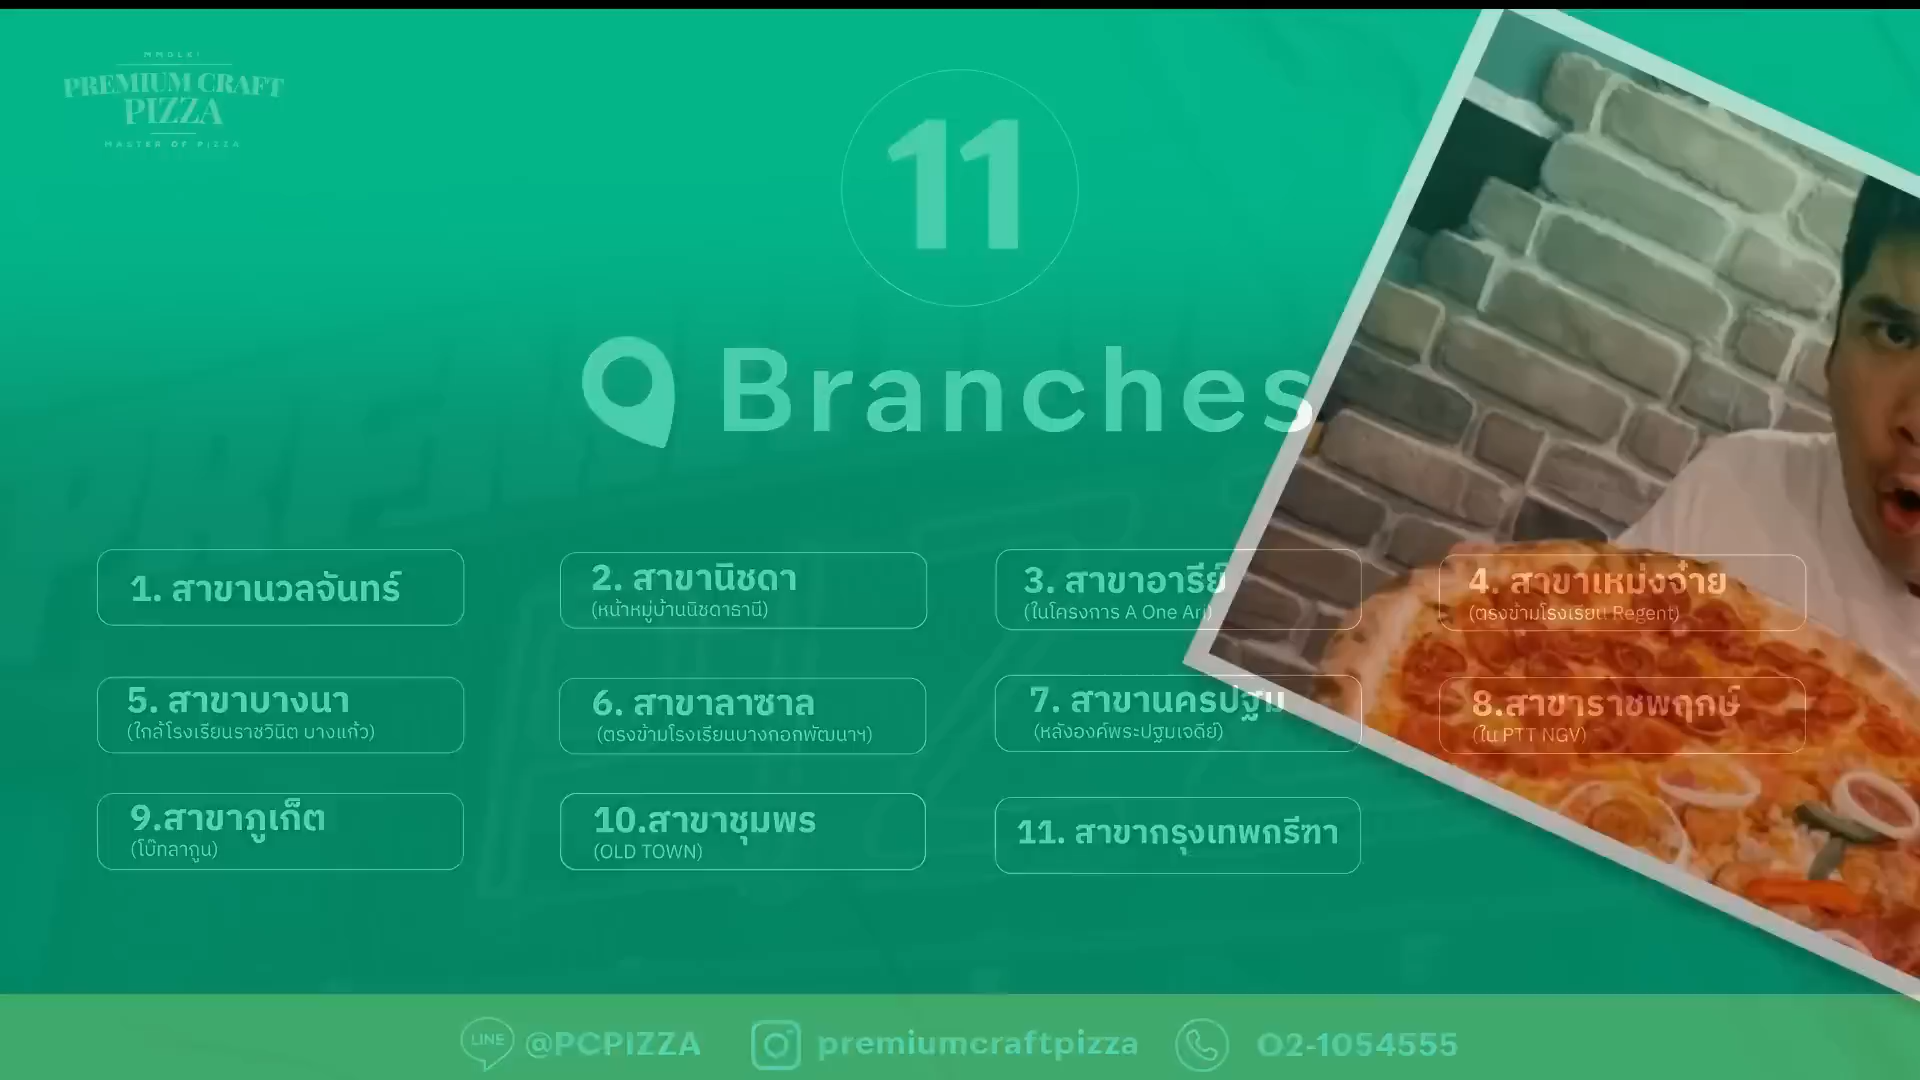 PREMIUM CRAFT
PIZZA
MASTER OF PIZZA
11
Branches
1. สาขานวลจันทร์
2. สาขานิชดา
(หน้าหมู่บ้านนิชดาธานี)
3. สาขาอารีย์
(ในโครงการ A One Ari)
4. สาขาเหม่งจ๋าย
(ตรงข้ามโรงเรียน Regent)
5. สาขาบางนา
(ใกล้โรงเรียนราชวินิต บางแก้ว)
6. สาขาลาซาล
(ตรงข้ามโรงเรียนบางกอกพัฒนาฯ)
7. สาขานครปฐม
(หลังองค์พระปฐมเจดีย์)
8.สาขาราชพฤกษ์
(ใน PTT NGV)
9.สาขาภูเก็ต
(โบ๊ทลากูน)
10.สาขาชุมพร
(OLD TOWN)
11. สาขากรุงเทพกรีฑา
LINE @PCPIZZA premiumcraftpizza 02-1054555